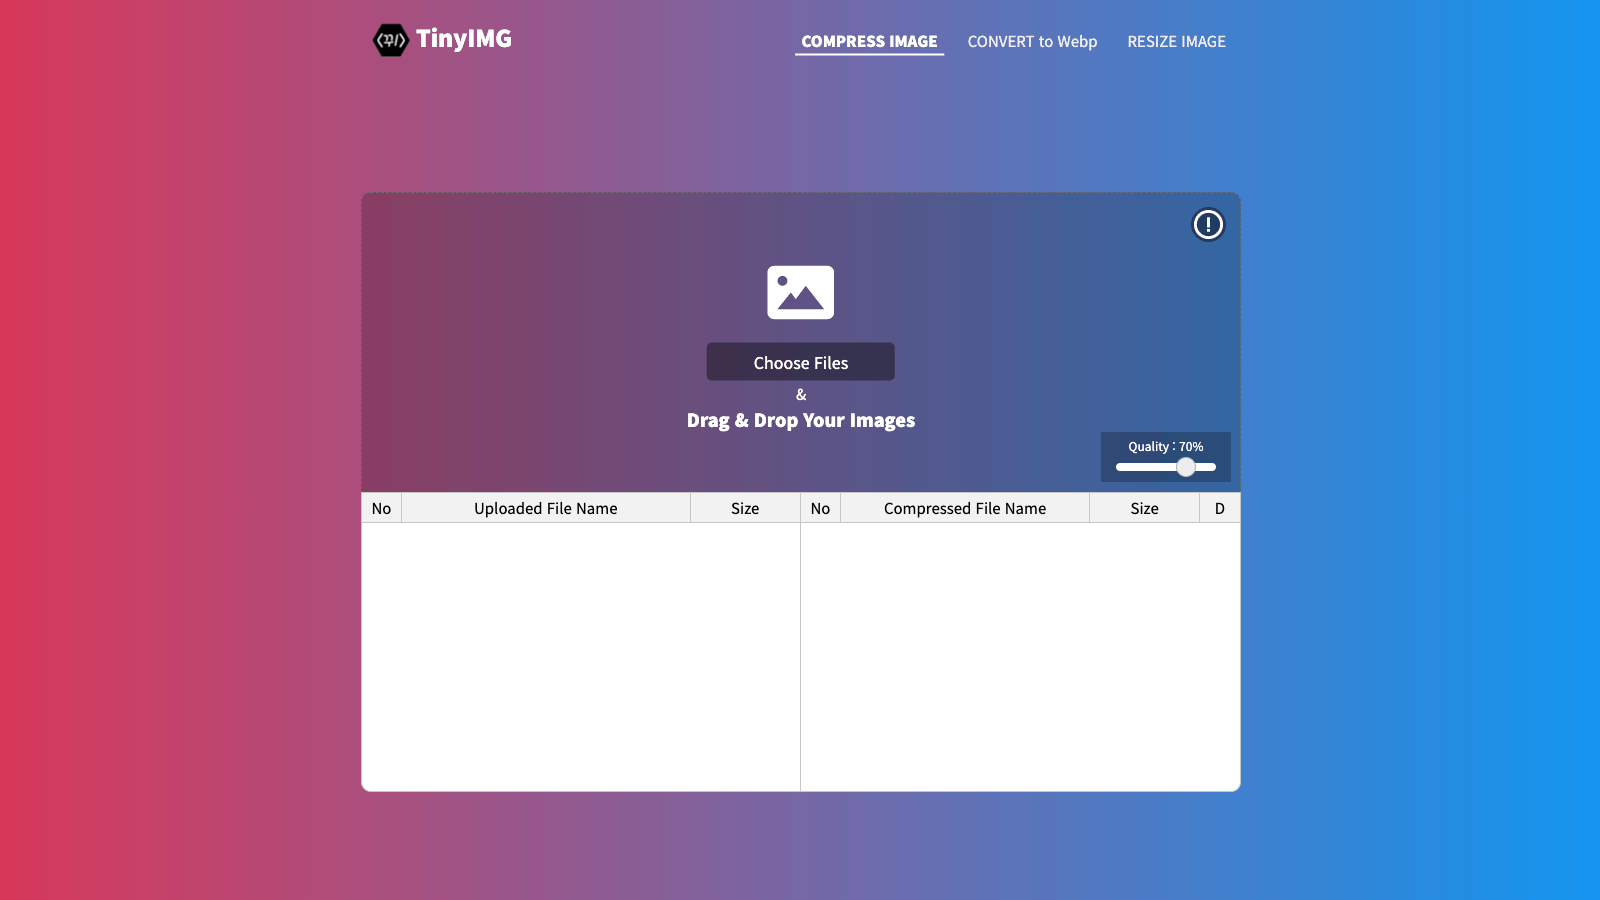 TinyIMG
COMPRESS IMAGE CONVERT to Webp RESIZE IMAGE
Choose Files
&
Drag & Drop Your Images
Quality : 70%
No Uploaded File Name Size No Compressed File Name Size D